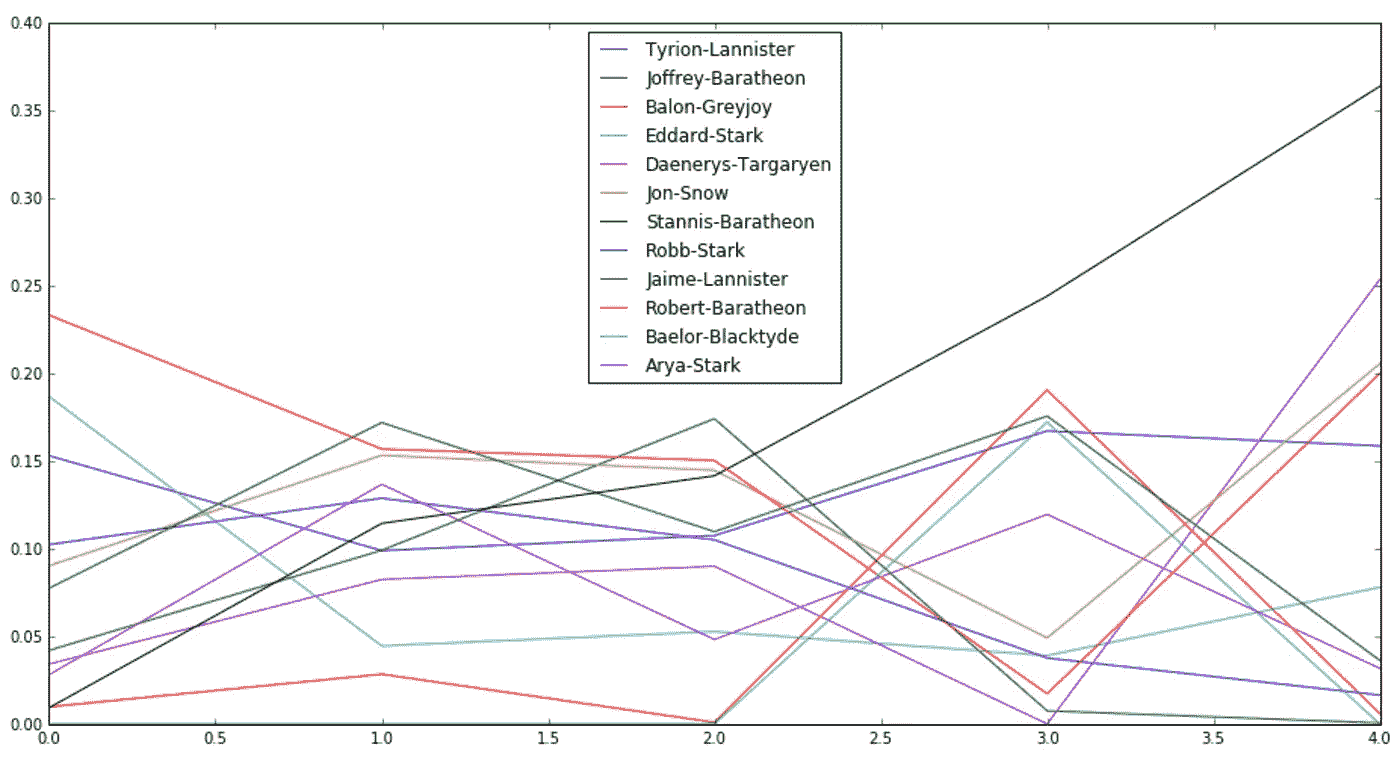 0.40
0.35
0.30
0.25
0.20
0.15
0.10
0.05
0.00
Tyrion-Lannister
Joffrey-Baratheon
Balon-Greyjoy
Eddard-Stark
Daenerys-Targaryen
Jon-Snow
Stannis-Baratheon
Robb-Stark
Jaime-Lannister
Robert-Baratheon
Baelor-Blacktyde
Arya-Stark
0.0 0.5 1.0 1.5 2.0 2.5 3.0 3.5 4.0